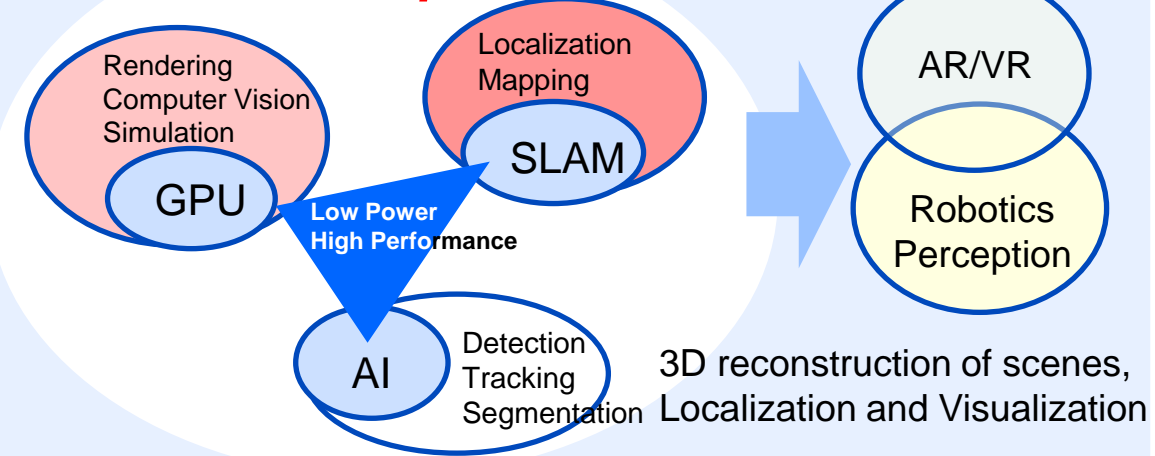 Rendering
Computer Vision
Simulation
GPU
Localization
Mapping
SLAM
Low Power
High Performance
AI
Detection
Tracking
Segmentation
AR/VR
Robotics
Perception
3D reconstruction of scenes,
Localization and Visualization